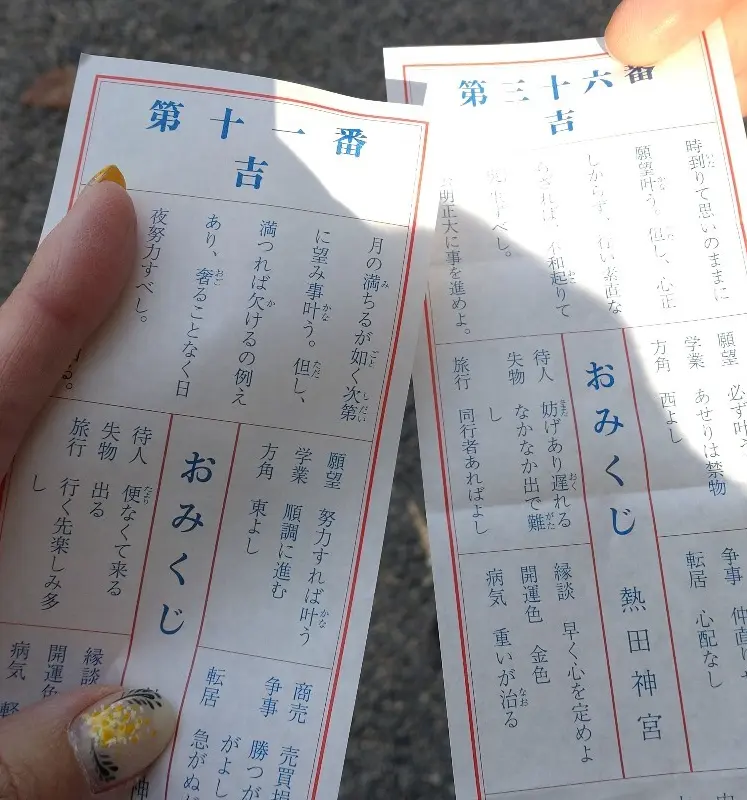 第十一番
吉
月の満ちるが如く次第
に望み事叶う。但し、
満つれば欠けるの例え
あり、奢ることなく日
夜努力すべし。
る。
願望 努力すれば叶う
学業 順調に進む
方角 東よし
商売 売買
争事 勝つが
がよし
転居 急がぬ
おみくじ
神
待人 便なくて来る
失物 出る
旅行 行く先楽しみ多
し
縁談
開運色
病気
第三十六番
吉
時到りて思いのままに
願望叶う。但し、心正
しからず、行い素直な
らざれば、不和起りて
すべし。
明正大に事を進めよ。
願望 必ず叶
学業 あせりは禁物
方角 西よし
争事 仲直り
転居 心配なし
おみくじ 熱田神宮
待人 妨げあり遅れる
失物 なかなか出で難
し
旅行 同行者あればよし
縁談 早く心を定めよ
開運色 金色
病気 重いが治る